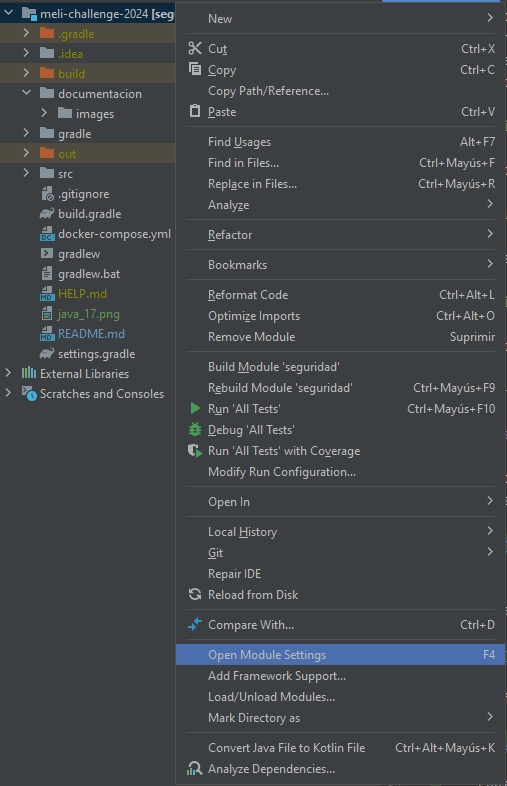 meli-challenge-2024 [seg
.gradle
.idea
build
documentacion
images
gradle
out
src
.gitignore
build.gradle
docker-compose.yml
gradlew
gradlew.bat
HELP.md
java_17.png
README.md
settings.gradle
External Libraries
Scratches and Consoles
New
Cut Ctrl+X
Copy Ctrl+C
Copy Path/Reference...
Paste Ctrl+V
Find Usages Alt+F7
Find in Files... Ctrl+Mayús+F
Replace in Files... Ctrl+Mayús+R
Analyze
Refactor
Bookmarks
Reformat Code Ctrl+Alt+L
Optimize Imports Ctrl+Alt+O
Remove Module Suprimir
Build Module 'seguridad'
Rebuild Module 'seguridad' Ctrl+Mayús+F9
Run 'All Tests' Ctrl+Mayús+F10
Debug 'All Tests'
Run 'All Tests' with Coverage
Modify Run Configuration...
Open In
Local History
Git
Repair IDE
Reload from Disk
Compare With... Ctrl+D
Open Module Settings F4
Add Framework Support...
Load/Unload Modules...
Mark Directory as
Convert Java File to Kotlin File Ctrl+Alt+Mayús+K
Analyze Dependencies...